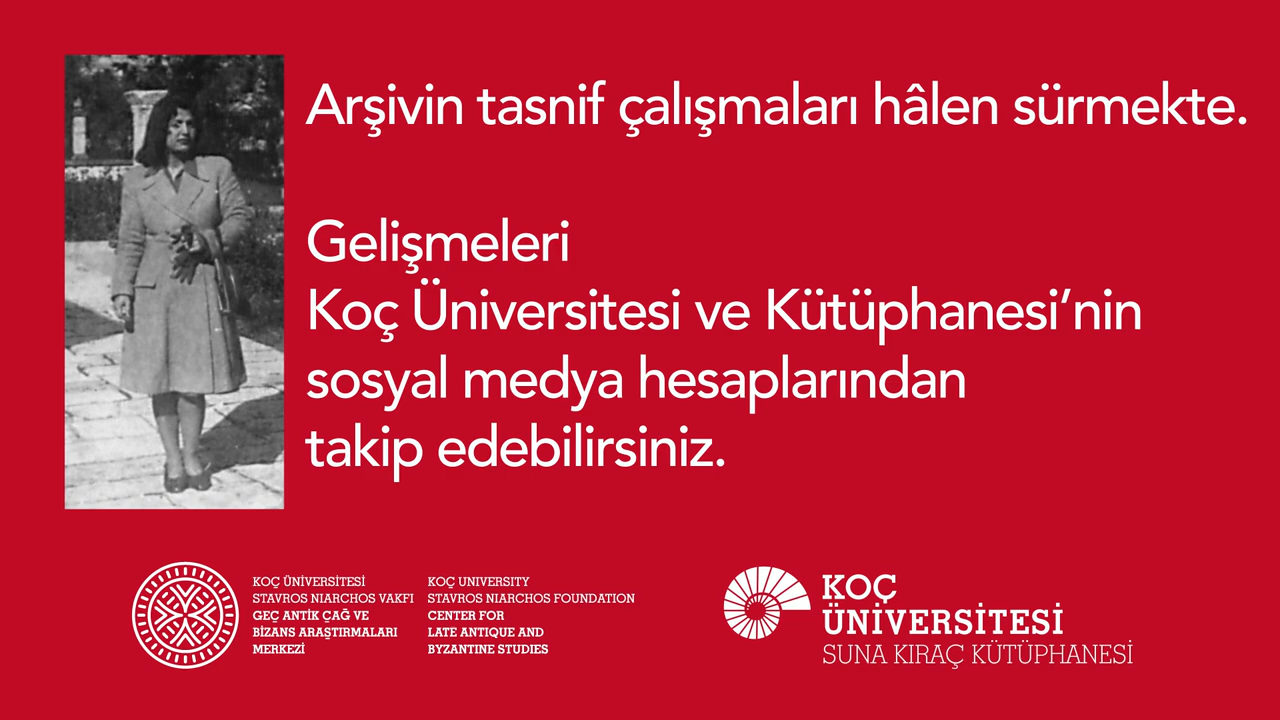 Arşivin tasnif çalışmaları hâlen sürmekte.
Gelişmeleri
Koç Üniversitesi ve Kütüphanesi’nin
sosyal medya hesaplarından
takip edebilirsiniz.
KOÇ ÜNİVERSİTESİ
STAVROS NIARCHOS VAKFI
GEÇ ANTİK ÇAĞ VE
BİZANS ARAŞTIRMALARI
MERKEZİ
KOÇ UNIVERSITY
STAVROS NIARCHOS FOUNDATION
CENTER FOR
LATE ANTIQUE AND
BYZANTINE STUDIES
KOÇ
ÜNİVERSİTESİ
SUNA KIRAÇ KÜTÜPHANESİ